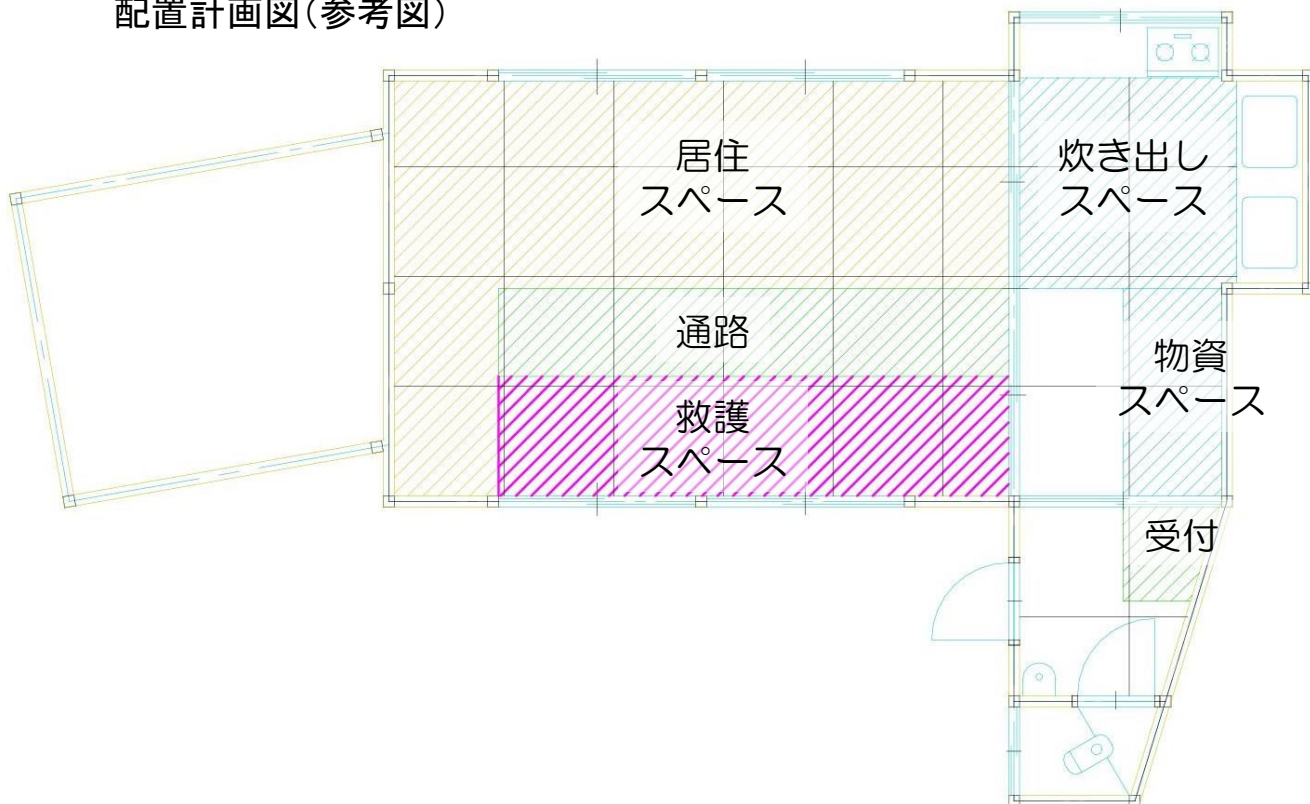 配置計画図(参考図)
居住
スペース
炊き出し
スペース
通路
物資
スペース
救護
スペース
受付